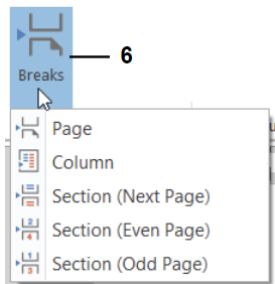 6
Breaks
Page
Column
Section (Next Page)
Section (Even Page)
Section (Odd Page)